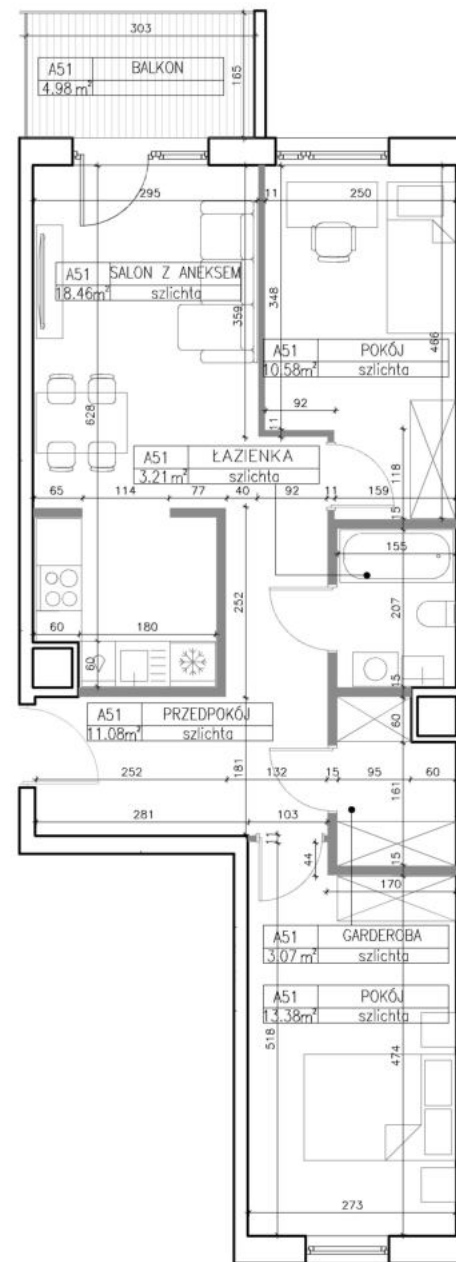 303
A51 BALKON
4.98 m²
165
295 11 250
A51 SALON Z ANEKSEM
18.46m² szlichta
348
359
466
A51 POKÓJ
10.58m² szlichta
92
11
628
118
A51 ŁAZIENKA
3.21 m² szlichta
65 114 77 40 92 11 159
15
155
252
207
60 180
60
15
60
A51 PRZEDPOKÓJ
11.08m² szlichta
252 132 15 95 60
181
161
281 103
11
44
15
170
A51 GARDEROBA
3.07 m² szlichta
A51 POKÓJ
13.38m² szlichta
518
474
273